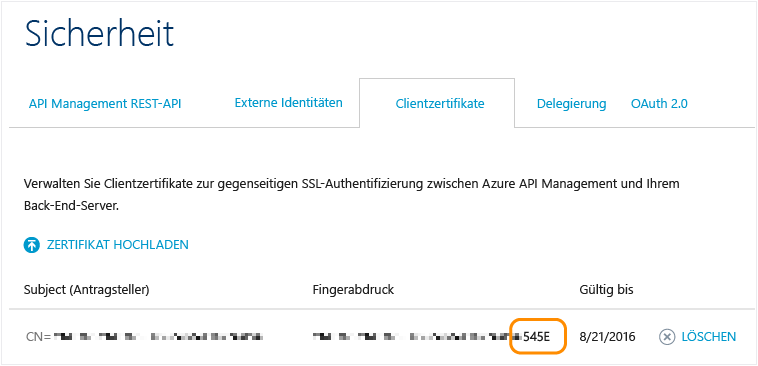 Sicherheit
API Management REST-API Externe Identitäten Clientzertifikate Delegierung OAuth 2.0
Verwalten Sie Clientzertifikate zur gegenseitigen SSL-Authentifizierung zwischen Azure API Management und Ihrem
Back-End-Server.
ZERTIFIKAT HOCHLADEN
Subject (Antragsteller) Fingerabdruck Gültig bis
CN= 545E 8/21/2016 LÖSCHEN